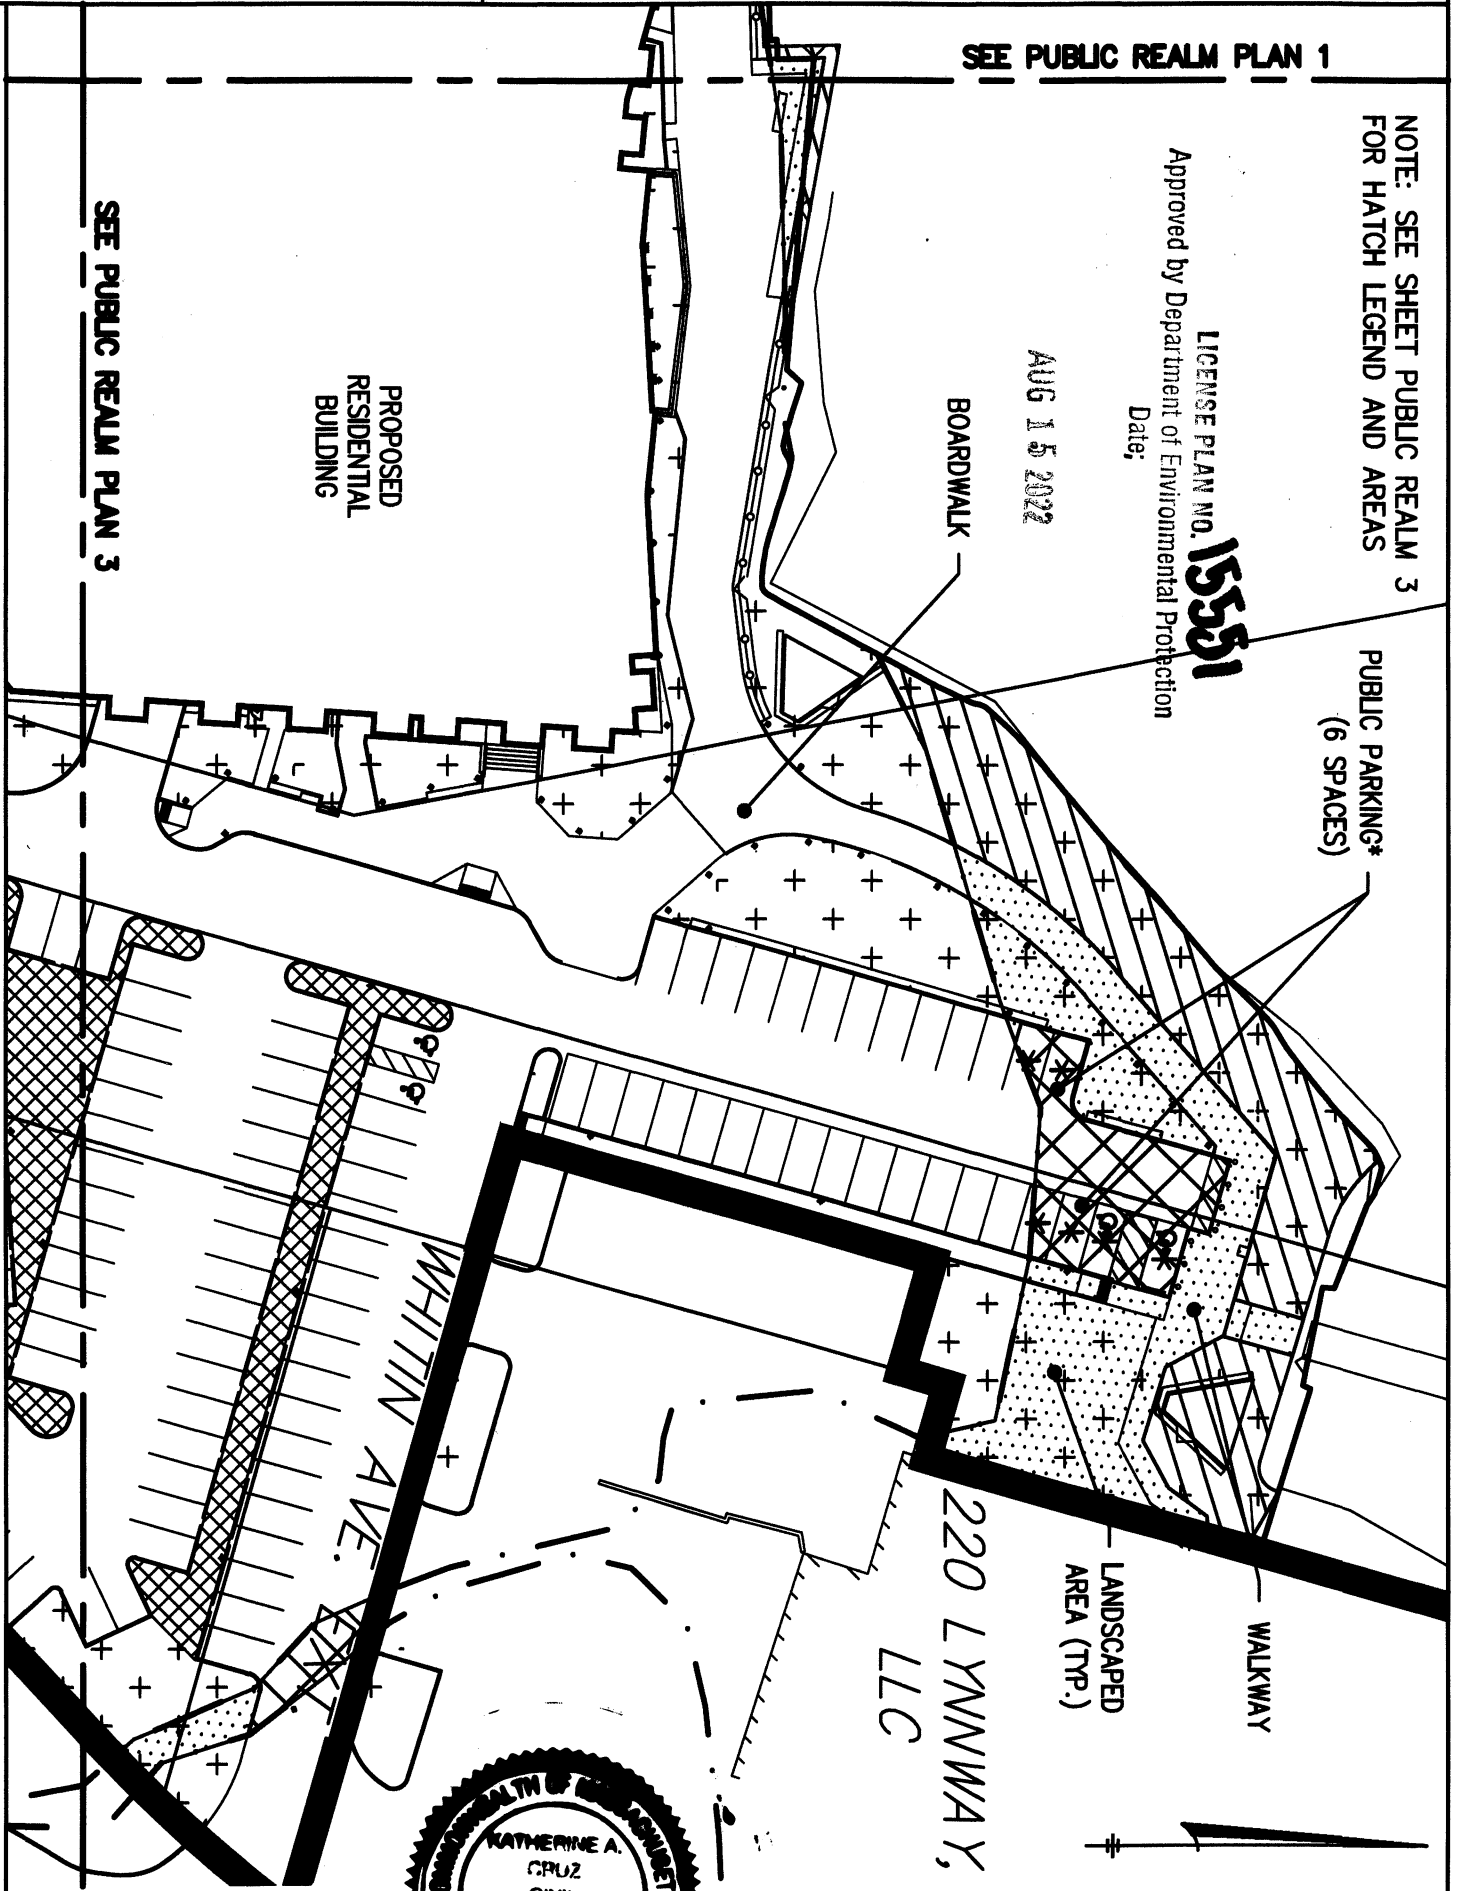 SEE PUBLIC REALM PLAN 1
NOTE: SEE SHEET PUBLIC REALM 3
FOR HATCH LEGEND AND AREAS
LICENSE PLAN NO. 15551
Approved by Department of Environmental Protection
Date;
AUG 15 2022
PUBLIC PARKING*
(6 SPACES)
BOARDWALK
PROPOSED
RESIDENTIAL
BUILDING
SEE PUBLIC REALM PLAN 3
WALKWAY
LANDSCAPED
AREA (TYP.)
220 LYNNWAY,
LLC
WHITIN AVE.
KATHERINE A.
CRUZ